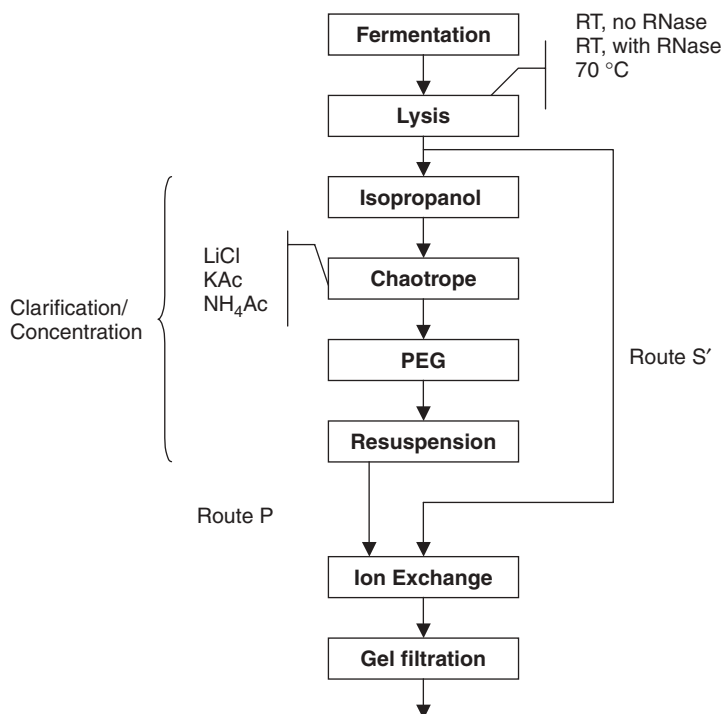 Fermentation
RT, no RNase
RT, with RNase
70 °C
Lysis
Isopropanol
LiCl
KAc
NH₄Ac
Chaotrope
Clarification/
Concentration
PEG
Route S′
Resuspension
Route P
Ion Exchange
Gel filtration